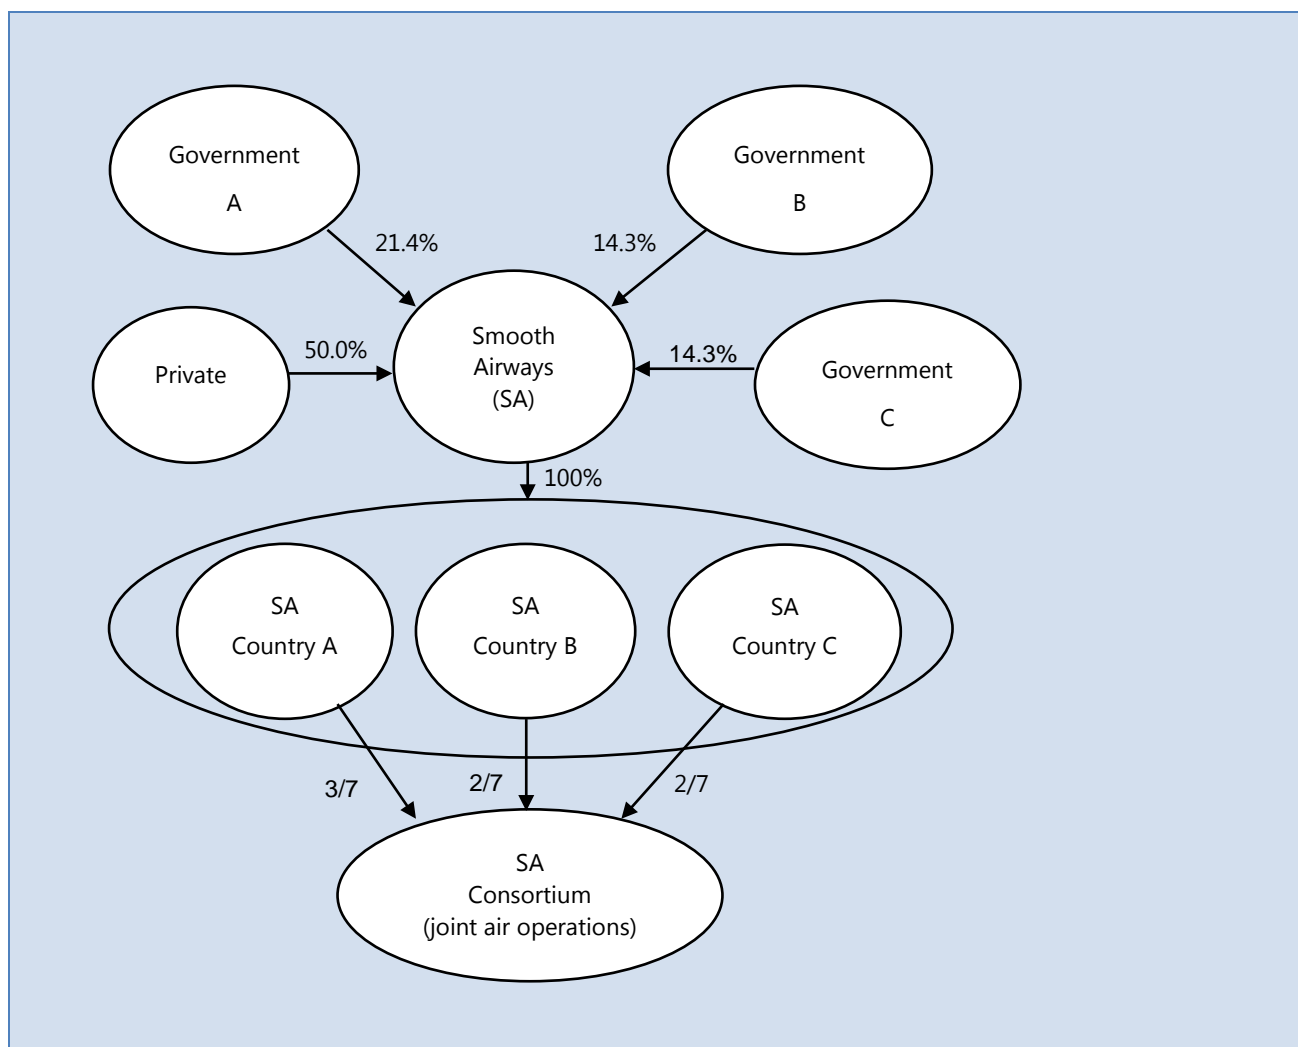 Government
A
Government
B
21.4%
14.3%
Smooth
Airways
(SA)
Private
50.0%
14.3%
Government
C
100%
SA
Country A
SA
Country B
SA
Country C
3/7
2/7
2/7
SA
Consortium
(joint air operations)